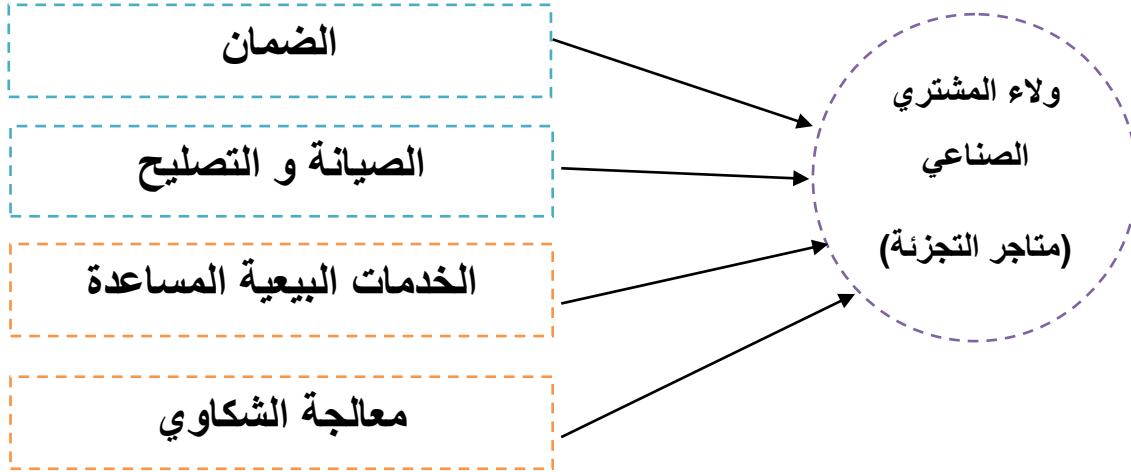 الضمان
الصيانة و التصليح
الخدمات البيعية المساعدة
معالجة الشكاوي
ولاء المشتري
الصناعي
(متاجر التجزئة)